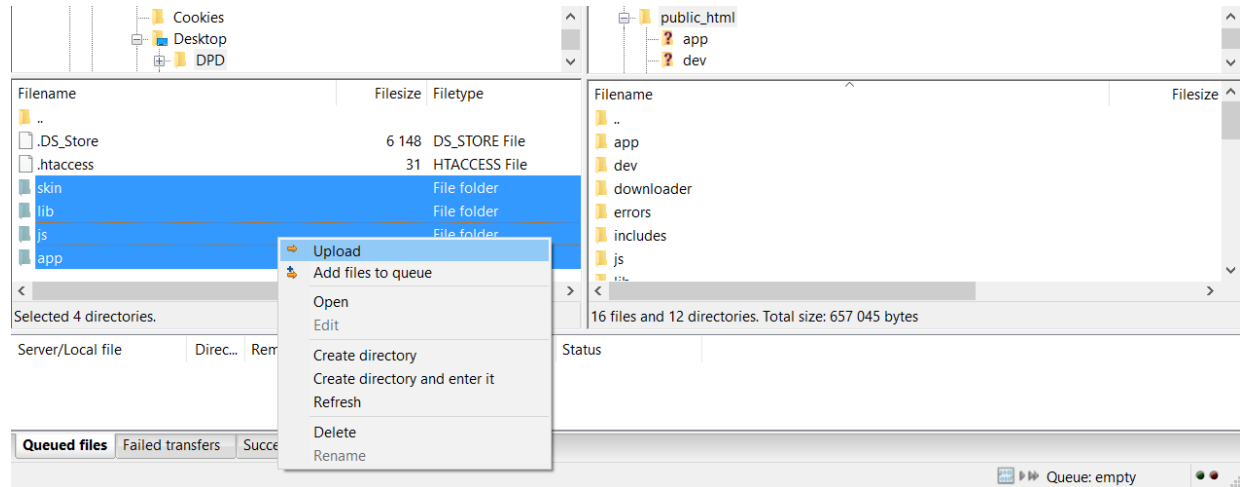 Cookies
Desktop
DPD
public_html
app
dev
Filename Filesize Filetype
..
.DS_Store 6 148 DS_STORE File
.htaccess 31 HTACCESS File
skin File folder
lib File folder
js File folder
app
Selected 4 directories.
Filename Filesize
..
app
dev
downloader
errors
includes
js
lib
16 files and 12 directories. Total size: 657 045 bytes
Upload
Add files to queue
Open
Edit
Create directory
Create directory and enter it
Refresh
Delete
Rename
Server/Local file Direc... Rem Status
Queued files Failed transfers Succe
Queue: empty